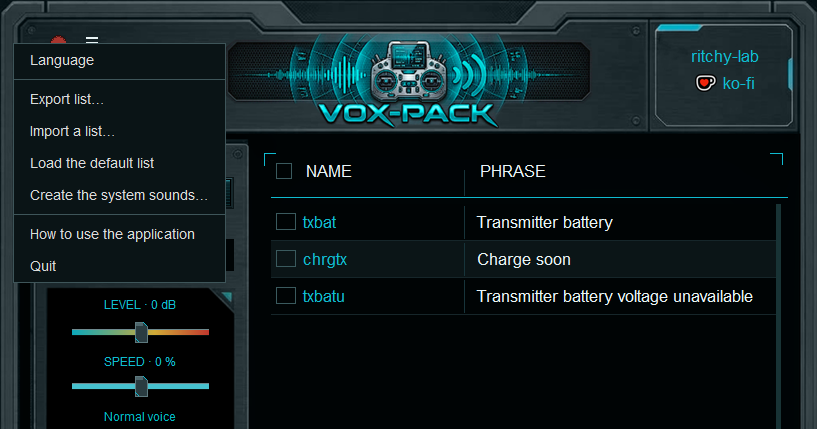 Language
Export list...
Import a list...
Load the default list
Create the system sounds...
How to use the application
Quit
VOX-PACK
ritchy-lab
ko-fi
LEVEL · 0 dB
SPEED · 0 %
Normal voice
NAME PHRASE
txbat Transmitter battery
chrgtx Charge soon
txbatu Transmitter battery voltage unavailable